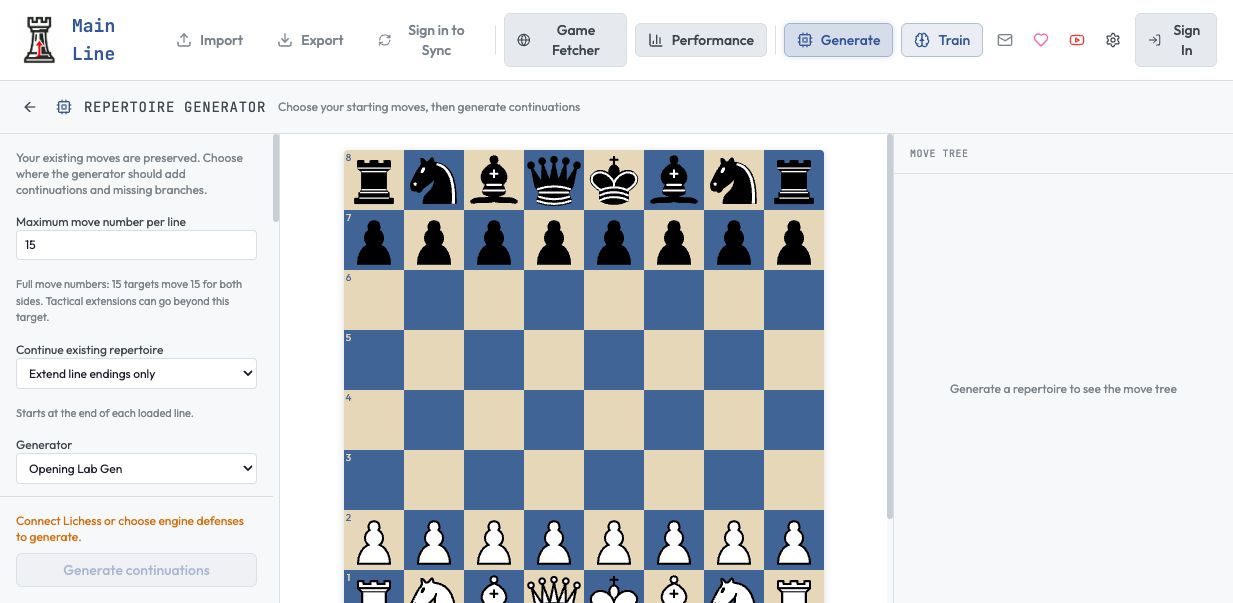 Main
Line
Import
Export
Sign in to
Sync
Game
Fetcher
Performance
Generate
Train
Sign
In
REPERTOIRE GENERATOR
Choose your starting moves, then generate continuations
Your existing moves are preserved. Choose
where the generator should add
continuations and missing branches.
Maximum move number per line
15
Full move numbers: 15 targets move 15 for both
sides. Tactical extensions can go beyond this
target.
Continue existing repertoire
Extend line endings only
Starts at the end of each loaded line.
Generator
Opening Lab Gen
Connect Lichess or choose engine defenses
to generate.
Generate continuations
8
7
6
5
4
3
2
1
MOVE TREE
Generate a repertoire to see the move tree